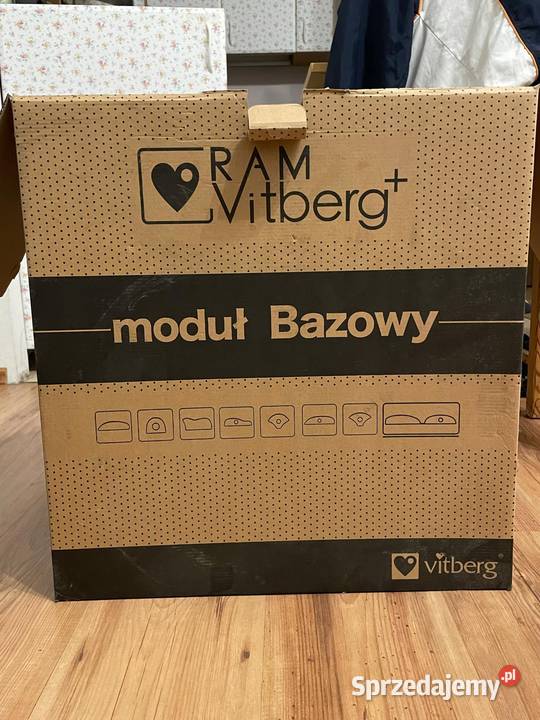 RAM
Vitberg+
moduł Bazowy
vitberg®
Sprzedajemy.pl